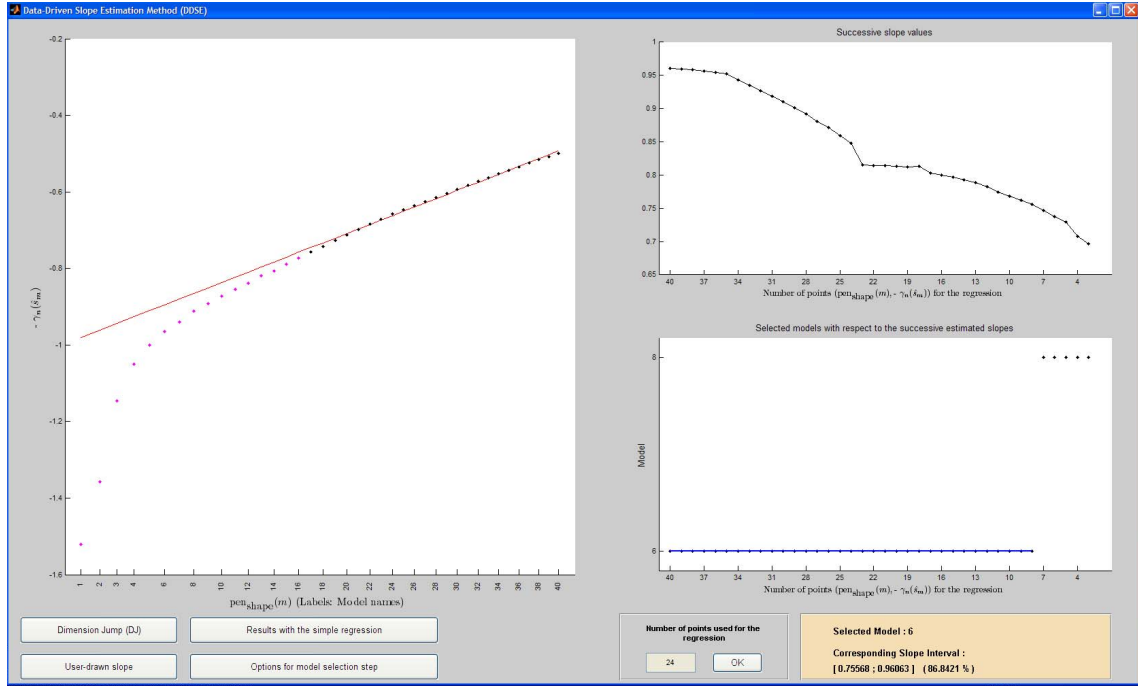 Data-Driven Slope Estimation Method (DDSE)
-0.2
-0.4
-0.6
-0.8
-1
-1.2
-1.4
-1.6
- γₙ(ŝₘ)
1 2 3 4 6 8 10 12 14 16 18 20 22 24 26 28 30 32 34 36 38 40
pen_shape(m) (Labels: Model names)
Successive slope values
1
0.95
0.9
0.85
0.8
0.75
0.7
0.65
40 37 34 31 28 25 22 19 16 13 10 7 4
Number of points (pen_shape(m), - γₙ(ŝₘ)) for the regression
Selected models with respect to the successive estimated slopes
8
Model
6
40 37 34 31 28 25 22 19 16 13 10 7 4
Number of points (pen_shape(m), - γₙ(ŝₘ)) for the regression
Dimension Jump (DJ)
Results with the simple regression
User-drawn slope
Options for model selection step
Number of points used for the
regression
24
OK
Selected Model : 6
Corresponding Slope Interval :
[ 0.75568 ; 0.96063 ] ( 86.8421 % )